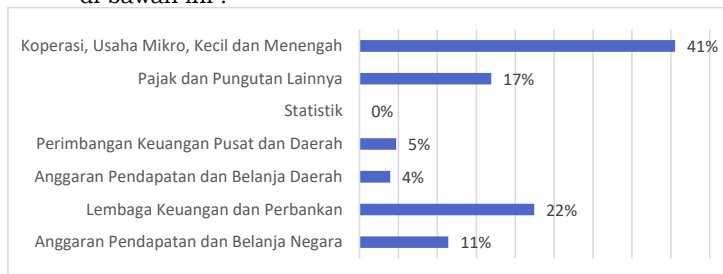 di bawah ini :
Koperasi, Usaha Mikro, Kecil dan Menengah 41%
Pajak dan Pungutan Lainnya 17%
Statistik 0%
Perimbangan Keuangan Pusat dan Daerah 5%
Anggaran Pendapatan dan Belanja Daerah 4%
Lembaga Keuangan dan Perbankan 22%
Anggaran Pendapatan dan Belanja Negara 11%